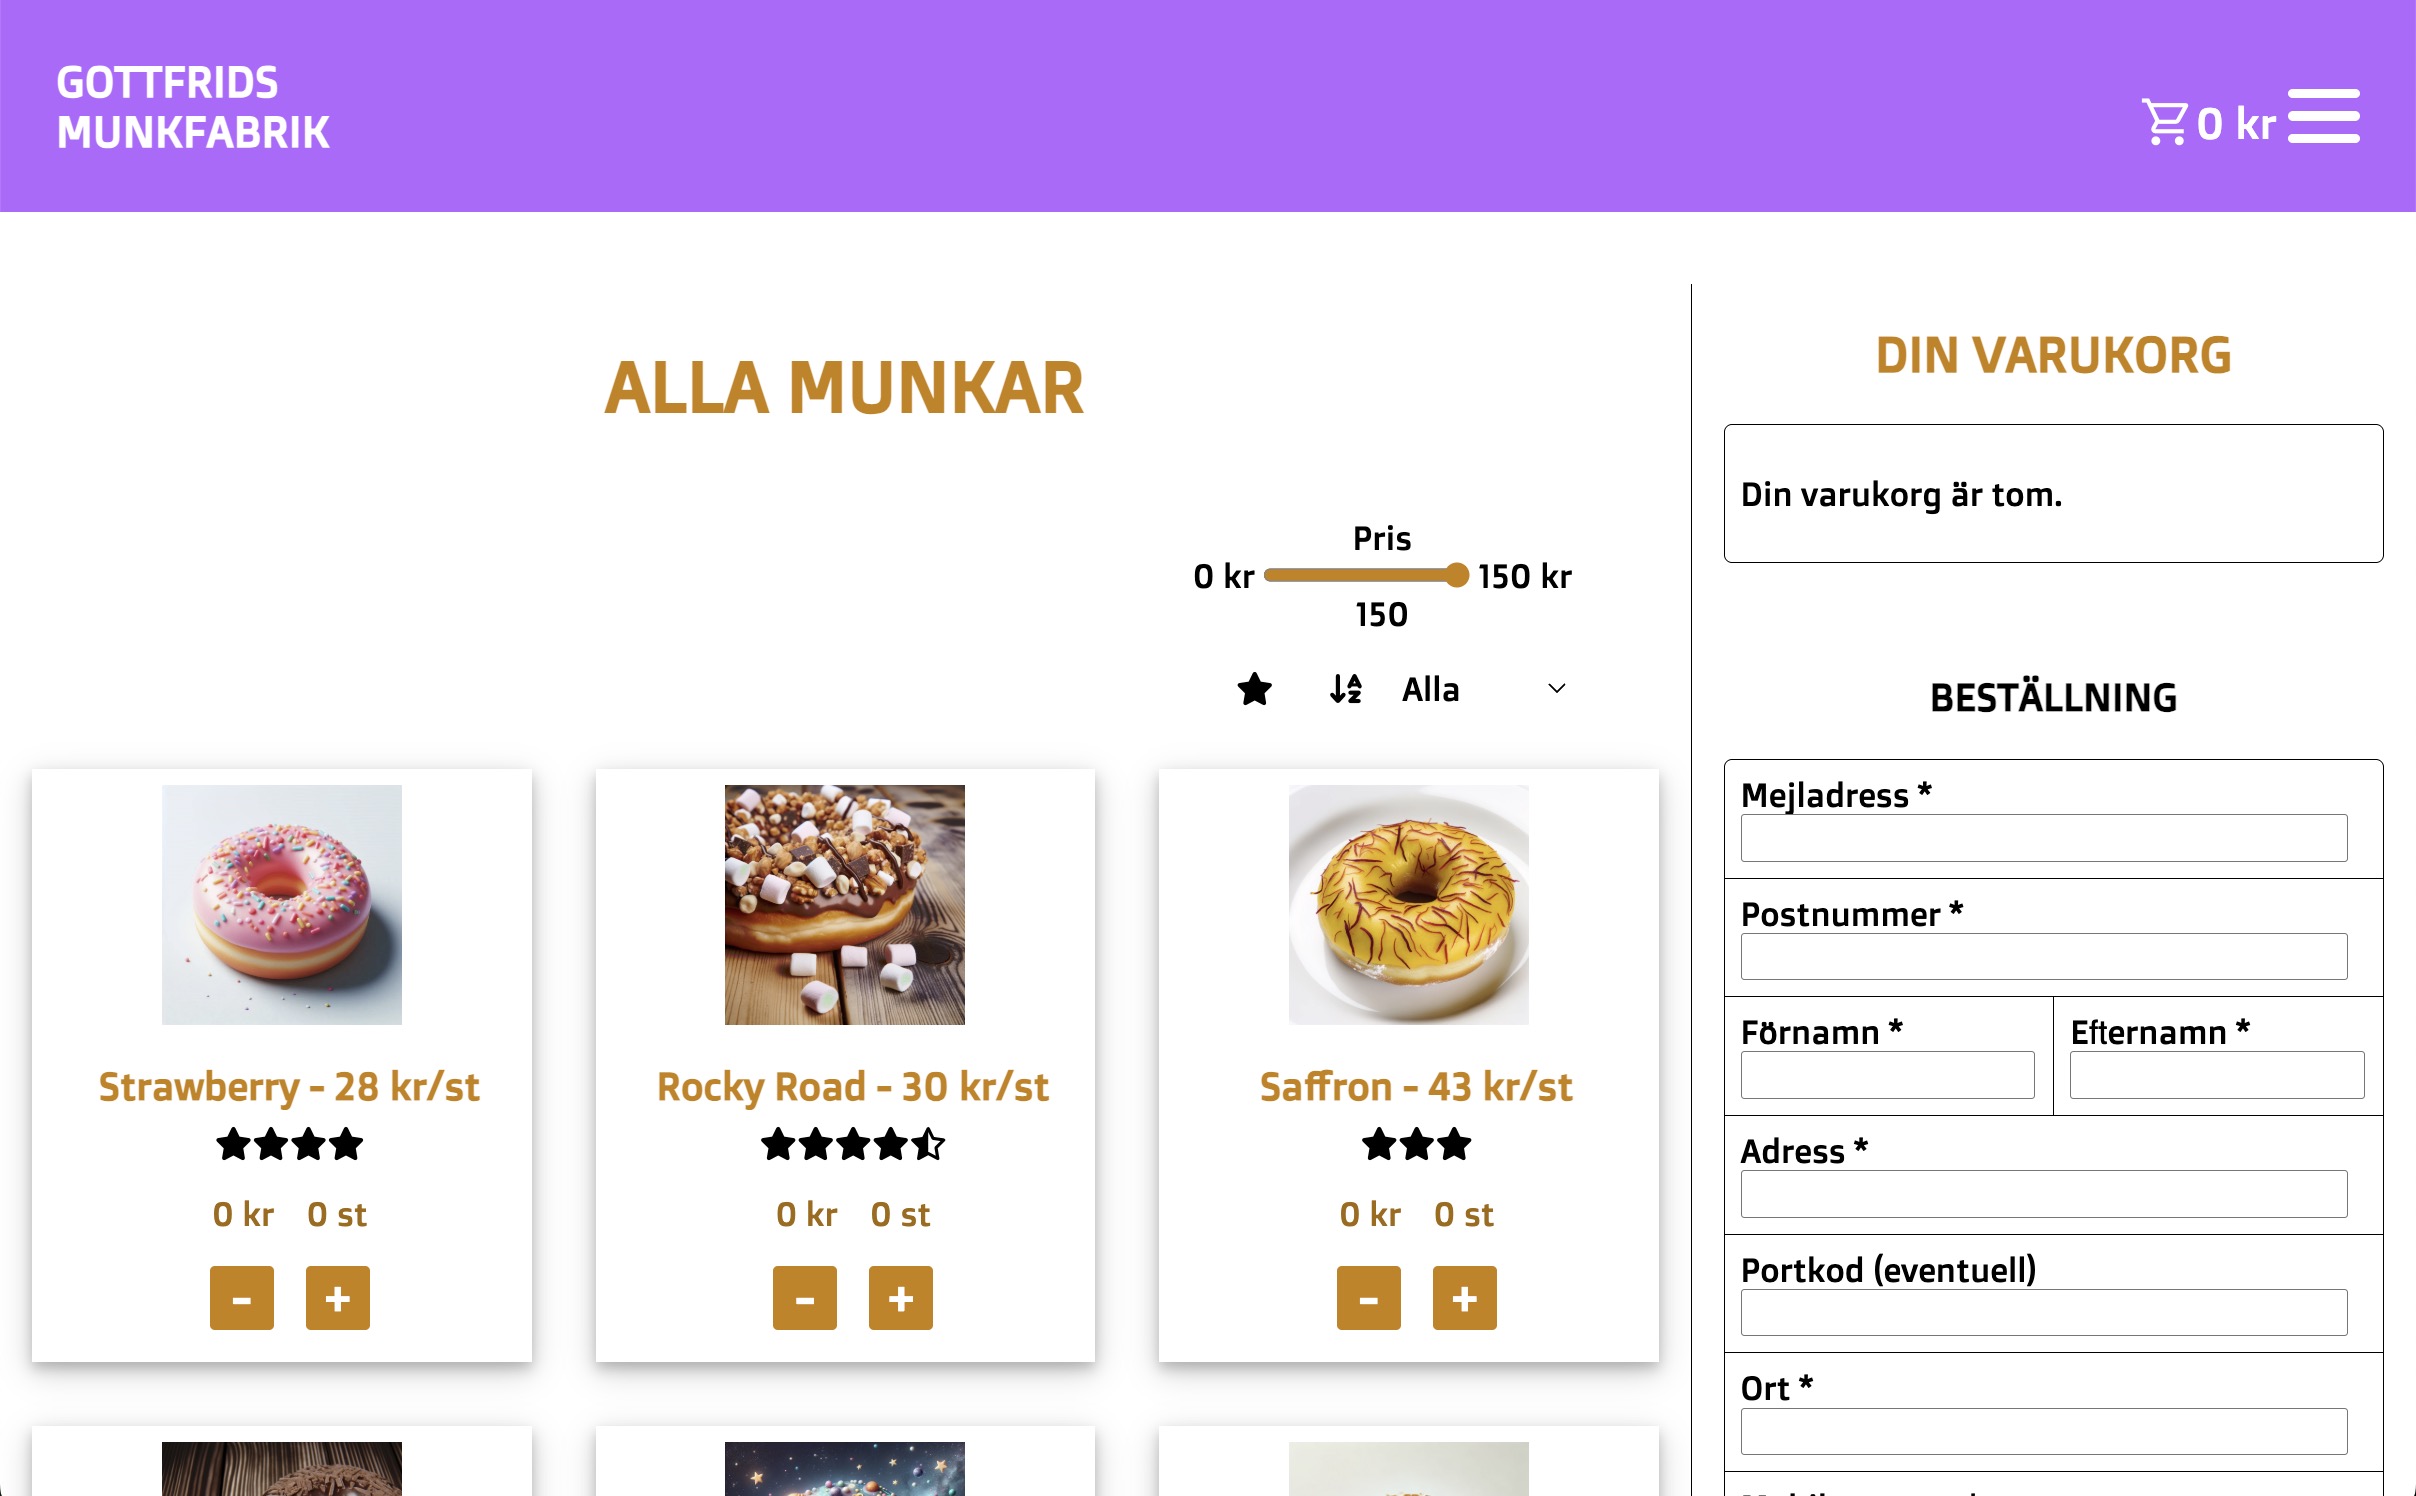 GOTTFRIDS
MUNKFABRIK
0 kr
ALLA MUNKAR
Pris
0 kr 150 kr
150
Alla
Strawberry - 28 kr/st
0 kr 0 st
- +
Rocky Road - 30 kr/st
0 kr 0 st
- +
Saffron - 43 kr/st
0 kr 0 st
- +
DIN VARUKORG
Din varukorg är tom.
BESTÄLLNING
Mejladress *
Postnummer *
Förnamn * Efternamn *
Adress *
Portkod (eventuell)
Ort *